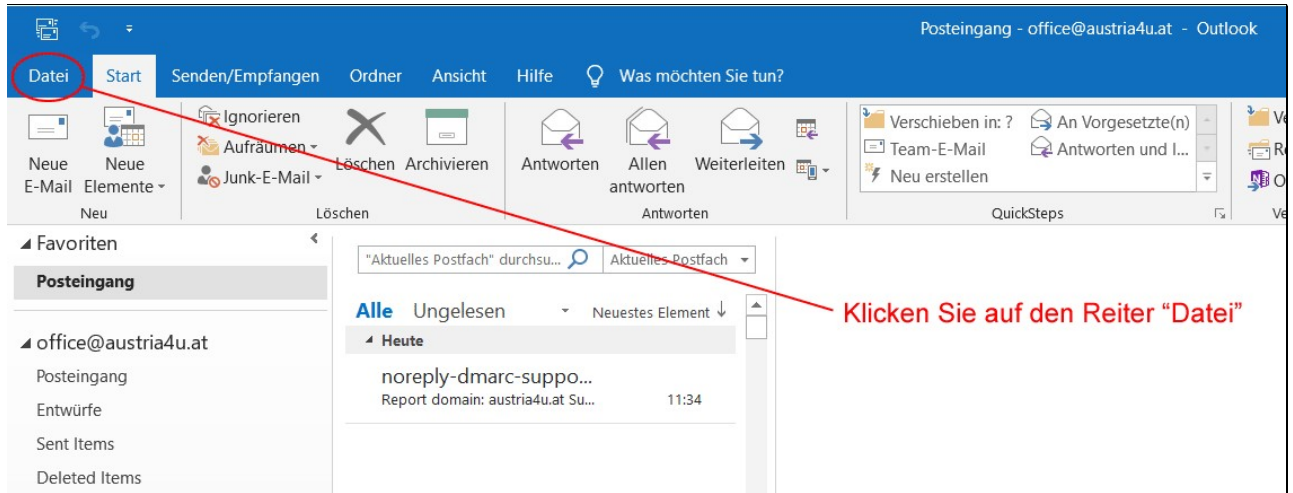 Posteingang - office@austria4u.at - Outlook
Datei Start Senden/Empfangen Ordner Ansicht Hilfe Was möchten Sie tun?
Neue E-Mail
Neue Elemente
Neu
Ignorieren
Aufräumen
Junk-E-Mail
Löschen Archivieren
Löschen
Antworten
Allen antworten
Weiterleiten
Antworten
Verschieben in: ?
Team-E-Mail
Neu erstellen
An Vorgesetzte(n)
Antworten und l...
QuickSteps
Favoriten
Posteingang
office@austria4u.at
Posteingang
Entwürfe
Sent Items
Deleted Items
"Aktuelles Postfach" durchsu... Aktuelles Postfach
Alle Ungelesen Neuestes Element
Heute
noreply-dmarc-suppo...
Report domain: austria4u.at Su... 11:34
Klicken Sie auf den Reiter “Datei”